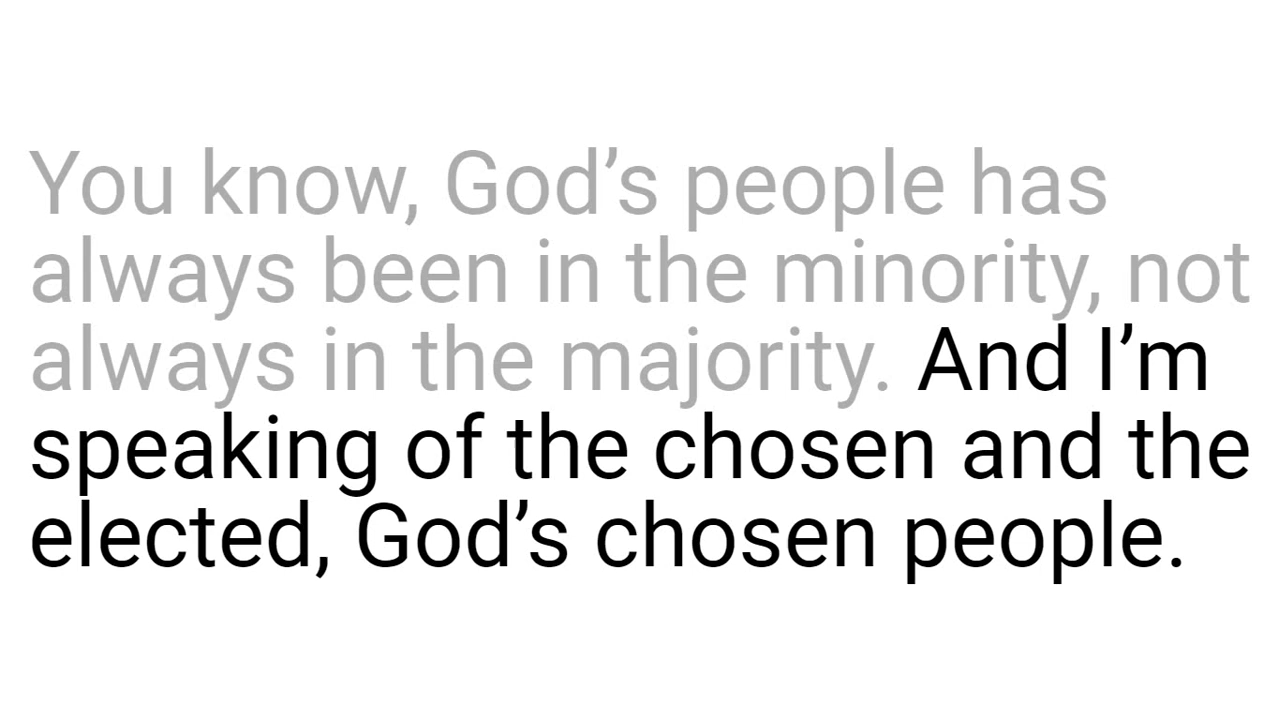 You know, God’s people has
always been in the minority, not
always in the majority. And I’m
speaking of the chosen and the
elected, God’s chosen people.